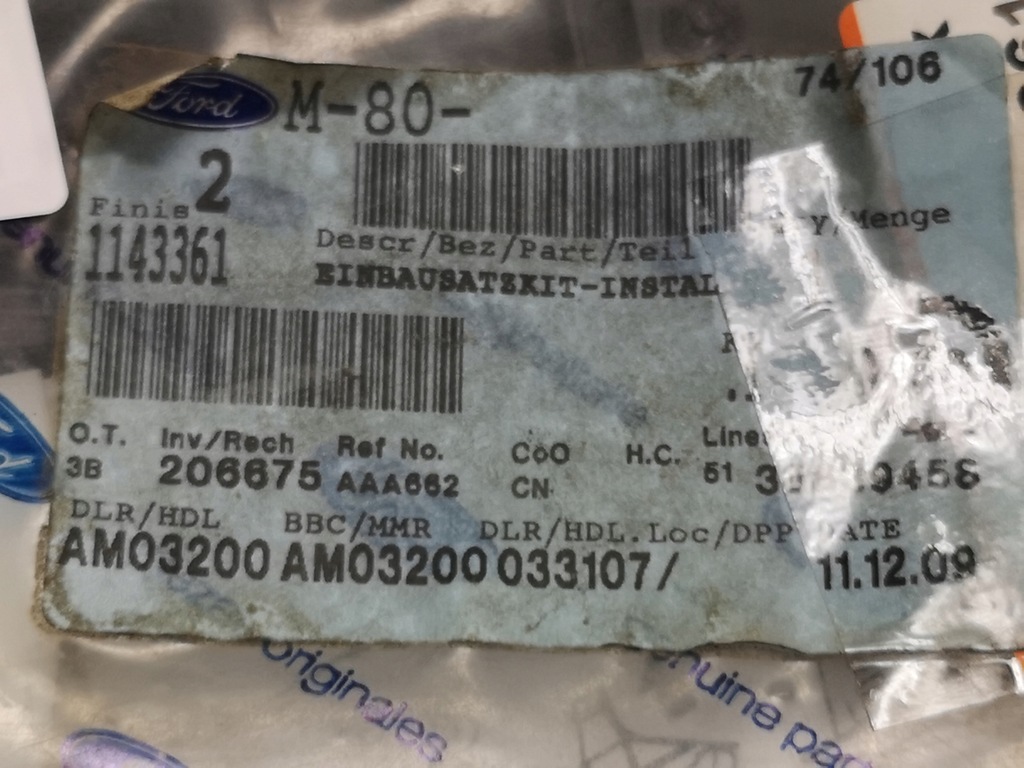 Ford M-80- 74/106
2
Finis
1143361
Descr/Bez/Part/Teil /Menge
EINBAUSATZKIT-INSTAL
O.T. Inv/Rech Ref No. CoO H.C. Line
3B 206675 AAA662 CN 51
DLR/HDL BBC/MMR DLR/HDL.Loc/DPP DATE
AM03200 AM03200 033107/ 11.12.09
originales
genuine